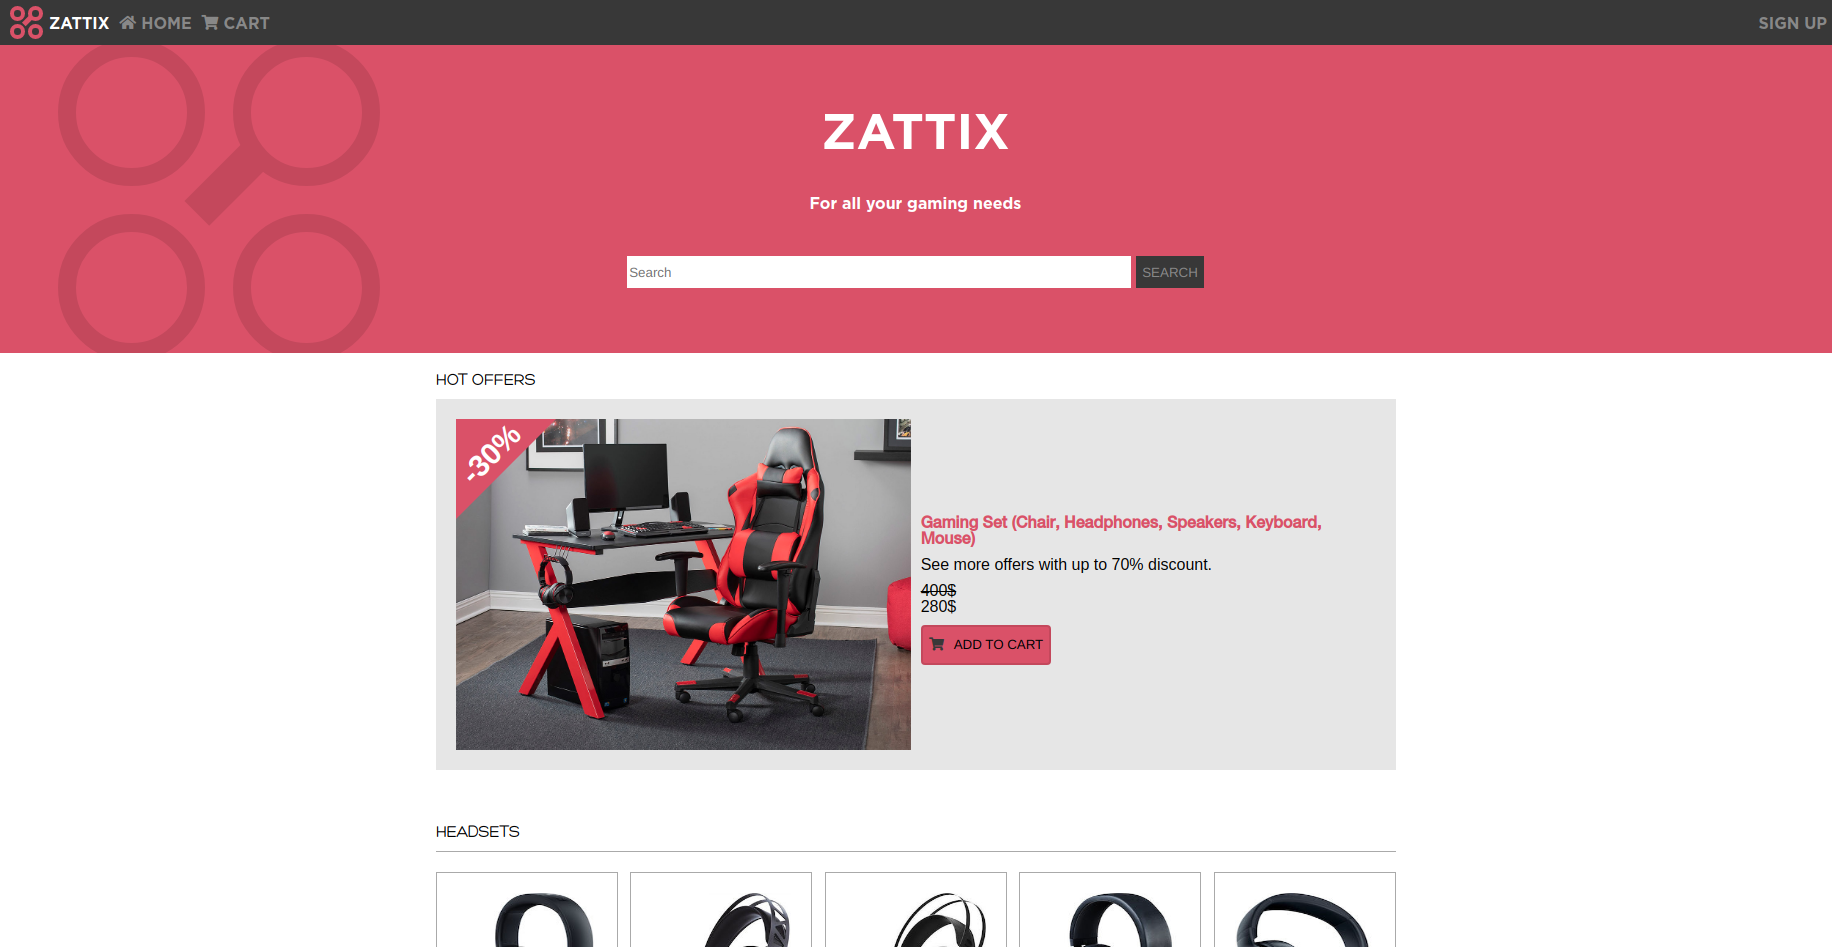 ZATTIX HOME CART SIGN UP
ZATTIX
For all your gaming needs
Search SEARCH
HOT OFFERS
-30%
Gaming Set (Chair, Headphones, Speakers, Keyboard,
Mouse)
See more offers with up to 70% discount.
400$
280$
ADD TO CART
HEADSETS